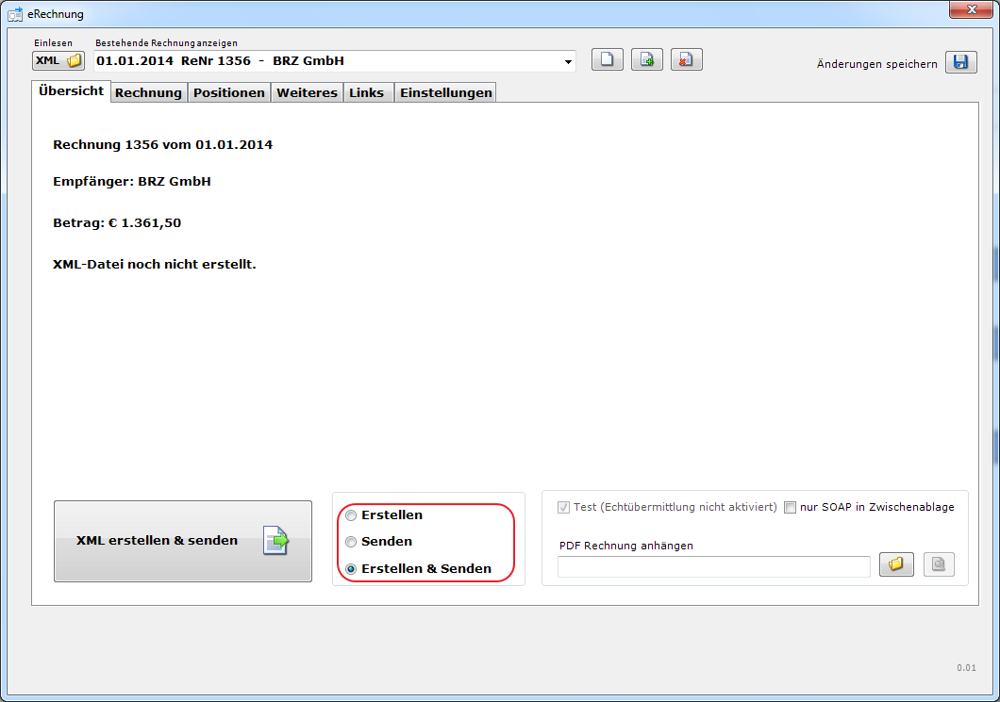 eRechnung
Einlesen
Bestehende Rechnung anzeigen
XML
01.01.2014 ReNr 1356 - BRZ GmbH
Änderungen speichern
Übersicht
Rechnung
Positionen
Weiteres
Links
Einstellungen
Rechnung 1356 vom 01.01.2014
Empfänger: BRZ GmbH
Betrag: € 1.361,50
XML-Datei noch nicht erstellt.
XML erstellen & senden
Erstellen
Senden
Erstellen & Senden
Test (Echtübermittlung nicht aktiviert)
nur SOAP in Zwischenablage
PDF Rechnung anhängen
0.01